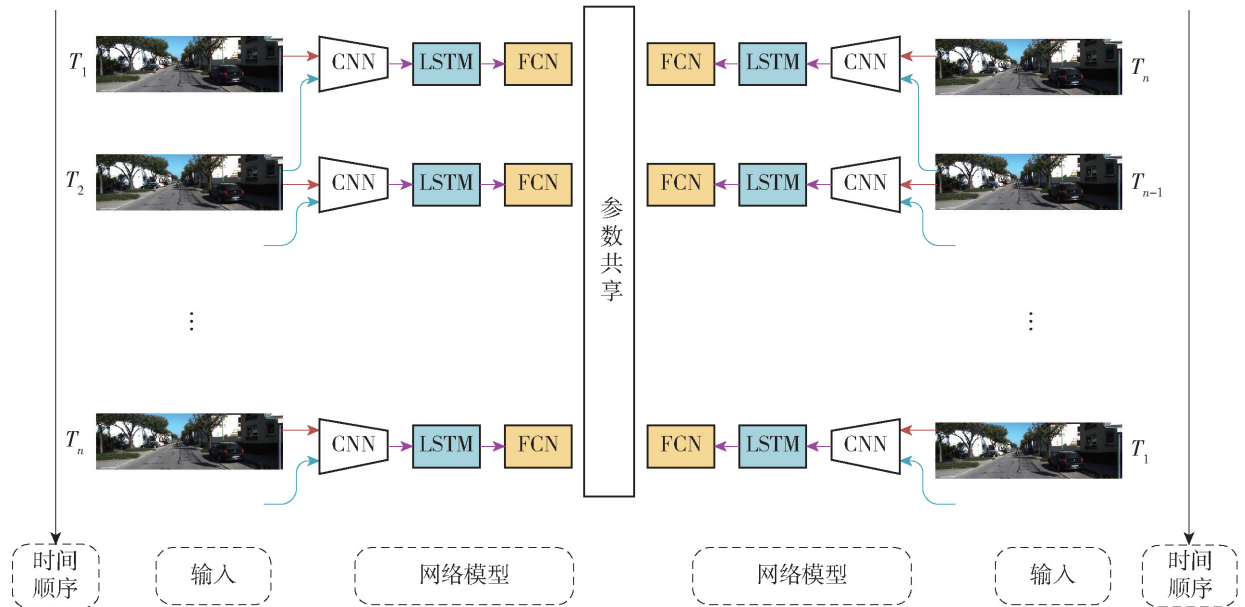 T1 CNN LSTM FCN FCN LSTM CNN Tn
T2 CNN LSTM FCN FCN LSTM CNN Tn−1
参数共享
⋮ ⋮
Tn CNN LSTM FCN FCN LSTM CNN T1
时间顺序 输入 网络模型 网络模型 输入 时间顺序